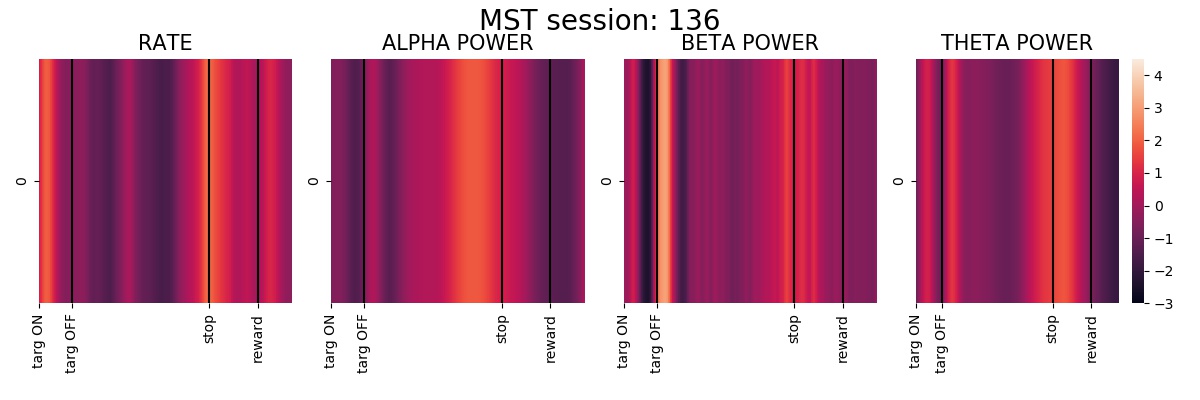 MST session: 136
RATE
ALPHA POWER
BETA POWER
THETA POWER
0
0
0
0
4
3
2
1
0
−1
−2
−3
targ ON
targ OFF
stop
reward
targ ON
targ OFF
stop
reward
targ ON
targ OFF
stop
reward
targ ON
targ OFF
stop
reward